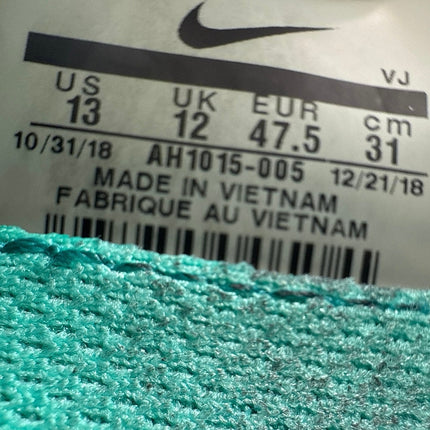 VJ
US UK EUR cm
13 12 47.5 31
10/31/18 AH1015-005 12/21/18
MADE IN VIETNAM
FABRIQUE AU VIETNAM